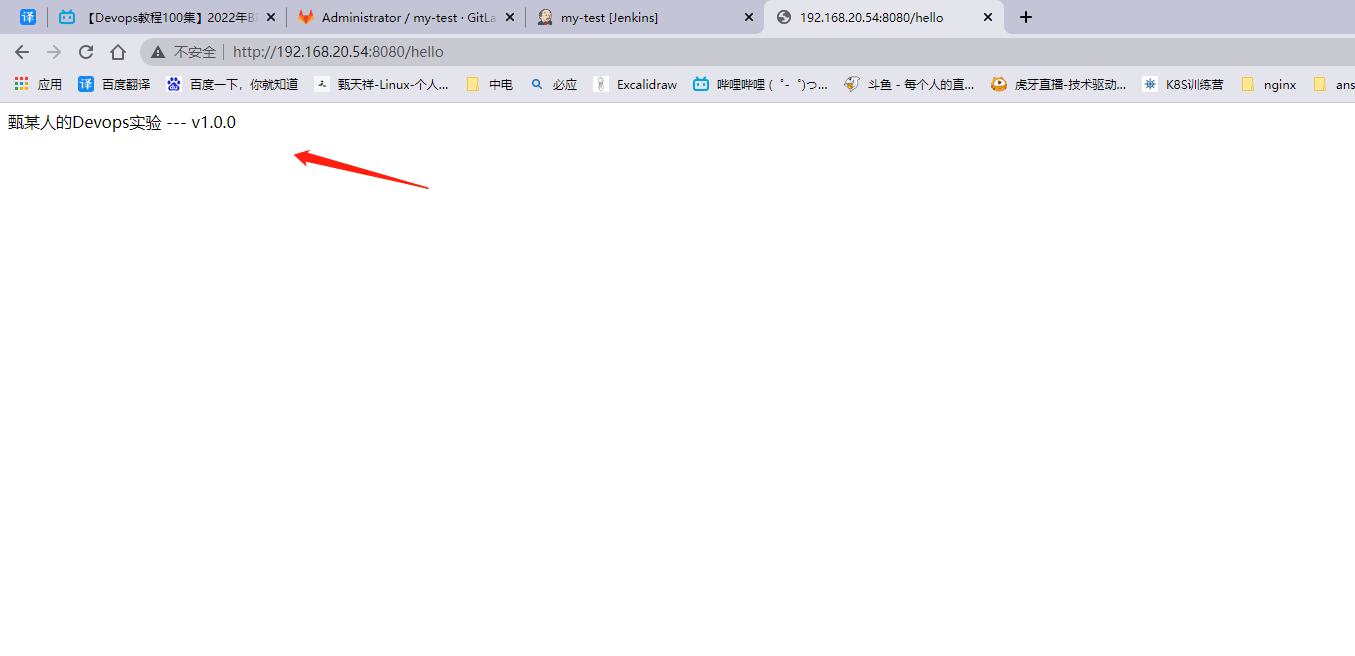 译 【Devops教程100集】2022年B Administrator / my-test · GitLa my-test [Jenkins] 192.168.20.54:8080/hello
不安全 http://192.168.20.54:8080/hello
应用 译 百度翻译 百度一下，你就知道 甄天祥-Linux-个人... 中电 必应 Excalidraw 哔哩哔哩 ( ゜- ゜)つ... 斗鱼 - 每个人的直... 虎牙直播-技术驱动... K8S训练营 nginx ans
甄某人的Devops实验 --- v1.0.0